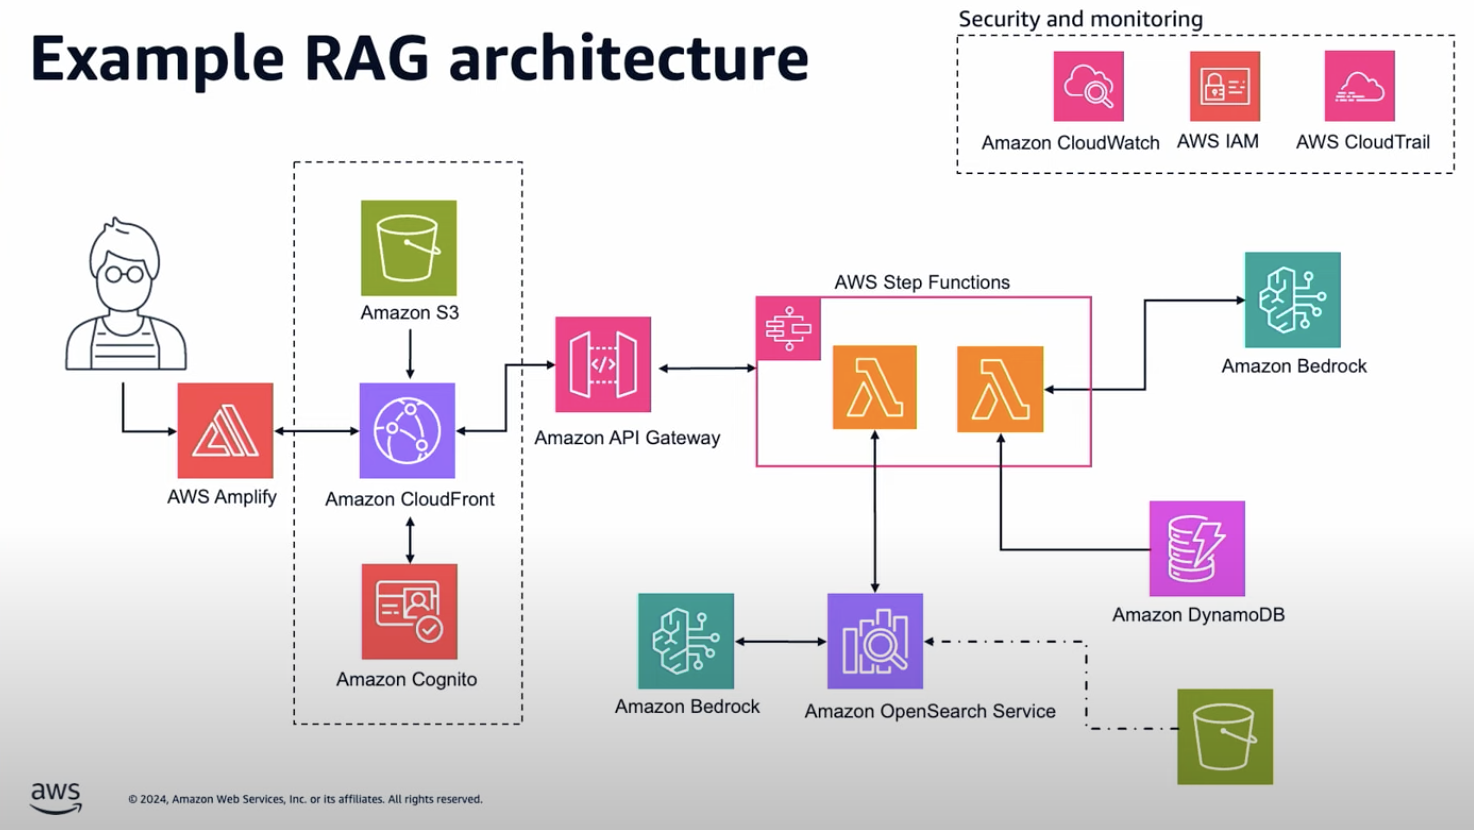 Example RAG architecture
Security and monitoring
Amazon CloudWatch
AWS IAM
AWS CloudTrail
Amazon S3
AWS Step Functions
Amazon Bedrock
Amazon API Gateway
AWS Amplify
Amazon CloudFront
Amazon DynamoDB
Amazon Cognito
Amazon Bedrock
Amazon OpenSearch Service
aws
© 2024, Amazon Web Services, Inc. or its affiliates. All rights reserved.